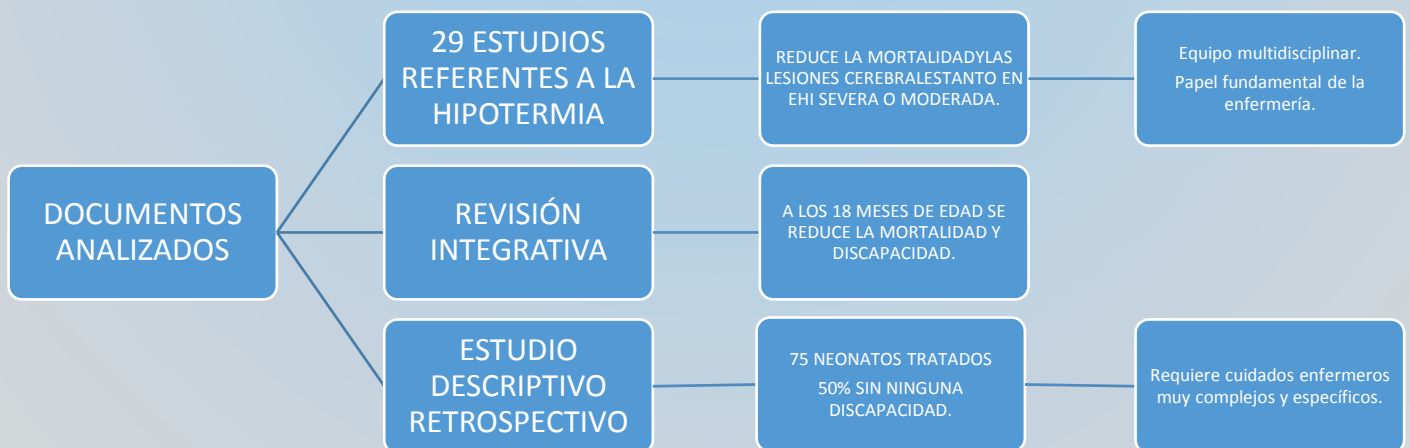 DOCUMENTOS
ANALIZADOS
29 ESTUDIOS
REFERENTES A LA
HIPOTERMIA
REDUCE LA MORTALIDADYLAS
LESIONES CEREBRALESTANTO EN
EHI SEVERA O MODERADA.
Equipo multidisciplinar.
Papel fundamental de la
enfermería.
REVISIÓN
INTEGRATIVA
A LOS 18 MESES DE EDAD SE
REDUCE LA MORTALIDAD Y
DISCAPACIDAD.
ESTUDIO
DESCRIPTIVO
RETROSPECTIVO
75 NEONATOS TRATADOS
50% SIN NINGUNA
DISCAPACIDAD.
Requiere cuidados enfermeros
muy complejos y específicos.